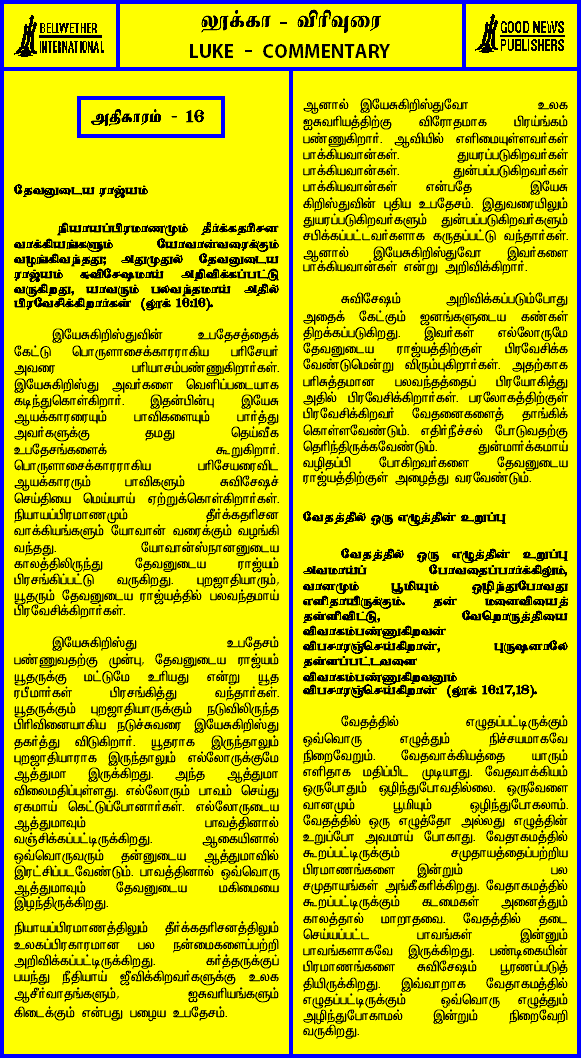 BELWETHER
INTERNATIONAL
லூக்கா - விரிவுரை
LUKE - COMMENTARY
GOOD NEWS
PUBLISHERS
அதிகாரம் - 16
தேவனுடைய ராஜ்யம்
நியாயப்பிரமாணமும் தீர்க்கதரிசன
வாக்கியங்களும் யோவான்வரைக்கும்
வழங்கிவந்தது; அதுமுதல் தேவனுடைய
ராஜ்யம் சுவிசேஷமாய் அறிவிக்கப்பட்டு
வருகிறது, யாவரும் பலவந்தமாய் அதில்
பிரவேசிக்கிறார்கள் (லூக் 16:16).
இயேசுகிறிஸ்துவின் உபதேசத்தைக்
கேட்டு பொருளாசைக்காரராகிய பரிசேயர்
அவரை பரியாசம்பண்ணுகிறார்கள்.
இயேசுகிறிஸ்து அவர்களை வெளிப்படையாக
கடிந்துகொள்கிறார். இதன்பின்பு இயேசு
ஆயக்காரரையும் பாவிகளையும் பார்த்து
அவர்களுக்கு தமது தெய்வீக
உபதேசங்களைக் கூறுகிறார்.
பொருளாசைக்காரராகிய பரிசேயரைவிட
ஆயக்காரரும் பாவிகளும் சுவிசேஷச்
செய்தியை மெய்யாய் ஏற்றுக்கொள்கிறார்கள்.
நியாயப்பிரமாணமும் தீர்க்கதரிசன
வாக்கியங்களும் யோவான் வரைக்கும் வழங்கி
வந்தது. யோவான்ஸ்நானனுடைய
காலத்திலிருந்து தேவனுடைய ராஜ்யம்
பிரசங்கிப்பட்டு வருகிறது. புறஜாதியாரும்,
யூதரும் தேவனுடைய ராஜ்யத்தில் பலவந்தமாய்
பிரவேசிக்கிறார்கள்.
இயேசுகிறிஸ்து உபதேசம்
பண்ணுவதற்கு முன்பு, தேவனுடைய ராஜ்யம்
யூதருக்கு மட்டுமே உரியது என்று யூத
ரபீமார்கள் பிரசங்கித்து வந்தார்கள்.
யூதருக்கும் புறஜாதியாருக்கும் நடுவிலிருந்த
பிரிவினையாகிய நடுச்சுவரை இயேசுகிறிஸ்து
தகர்த்து விடுகிறார். யூதராக இருந்தாலும்
புறஜாதியாராக இருந்தாலும் எல்லோருக்குமே
ஆத்துமா இருக்கிறது. அந்த ஆத்துமா
விலைமதிப்புள்ளது. எல்லோரும் பாவம் செய்து
ஏகமாய் கெட்டுப்போனார்கள். எல்லோருடைய
ஆத்துமாவும் பாவத்தினால்
வஞ்சிக்கப்பட்டிருக்கிறது. ஆகையினால்
ஒவ்வொருவரும் தன்னுடைய ஆத்துமாவில்
இரட்சிப்படவேண்டும். பாவத்தினால் ஒவ்வொரு
ஆத்துமாவும் தேவனுடைய மகிமையை
இழந்திருக்கிறது.
நியாயப்பிரமாணத்திலும் தீர்க்கதரிசனத்திலும்
உலகப்பிரகாரமான பல நன்மைகளைப்பற்றி
அறிவிக்கப்பட்டிருக்கிறது. கர்த்தருக்குப்
பயந்து நீதியாய் ஜீவிக்கிறவர்களுக்கு உலக
ஆசீர்வாதங்களும், ஐசுவரியங்களும்
கிடைக்கும் என்பது பழைய உபதேசம்.
ஆனால் இயேசுகிறிஸ்துவோ உலக
ஐசுவரியத்திற்கு விரோதமாக பிரய்ங்கம்
பண்ணுகிறார். ஆவியில் எளிமையுள்ளவர்கள்
பாக்கியவான்கள். துயரப்படுகிறவர்கள்
பாக்கியவான்கள். துன்பப்படுகிறவர்கள்
பாக்கியவான்கள் என்பதே இயேசு
கிறிஸ்துவின் புதிய உபதேசம். இதுவரையிலும்
துயரப்படுகிறவர்களும் துன்பப்படுகிறவர்களும்
சபிக்கப்பட்டவர்களாக கருதப்பட்டு வந்தார்கள்.
ஆனால் இயேசுகிறிஸ்துவோ இவர்களை
பாக்கியவான்கள் என்று அறிவிக்கிறார்.
சுவிசேஷம் அறிவிக்கப்படும்போது
அதைக் கேட்கும் ஜனங்களுடைய கண்கள்
திறக்கப்படுகிறது. இவர்கள் எல்லோருமே
தேவனுடைய ராஜ்யத்திற்குள் பிரவேசிக்க
வேண்டுமென்று விரும்புகிறார்கள். அதற்காக
பரிசுத்தமான பலவந்தத்தைப் பிரயோகித்து
அதில் பிரவேசிக்கிறார்கள். பரலோகத்திற்குள்
பிரவேசிக்கிறவர் வேதனைகளைத் தாங்கிக்
கொள்ளவேண்டும். எதிர்நீச்சல் போடுவதற்கு
தெரிந்திருக்கவேண்டும். துன்மார்க்கமாய்
வழிதப்பி போகிறவர்களை தேவனுடைய
ராஜ்யத்திற்குள் அழைத்து வரவேண்டும்.
வேதத்தில் ஒரு எழுத்தின் உறுப்பு
வேதத்தில் ஒரு எழுத்தின் உறுப்பு
அவமாய்ப் போவதைப்பார்க்கிலும்,
வானமும் பூமியும் ஒழிந்துபோவது
எளிதாயிருக்கும். தன் மனைவியைத்
தள்ளிவிட்டு, வேறொருத்தியை
விவாகம்பண்ணுகிறவன்
விபசாரஞ்செய்கிறான், புருஷனாலே
தள்ளப்பட்டவளை
விவாகம்பண்ணுகிறவனும்
விபசாரஞ்செய்கிறான் (லூக் 16:17,18).
வேதத்தில் எழுதப்பட்டிருக்கும்
ஒவ்வொரு எழுத்தும் நிச்சயமாகவே
நிறைவேறும். வேதவாக்கியத்தை யாரும்
எளிதாக மதிப்பிட முடியாது. வேதவாக்கியம்
ஒருபோதும் ஒழிந்துபோவதில்லை. ஒருவேளை
வானமும் பூமியும் ஒழிந்துபோகலாம்.
வேதத்தில் ஒரு எழுத்தோ அல்லது எழுத்தின்
உறுப்போ அவமாய் போகாது. வேதாகமத்தில்
கூறப்பட்டிருக்கும் சமுதாயத்தைப்பற்றிய
பிரமாணங்களை இன்றும் பல
சமுதாயங்கள் அங்கீகரிக்கிறது. வேதாகமத்தில்
கூறப்பட்டிருக்கும் கடமைகள் அனைத்தும்
காலத்தால் மாறாதவை. வேதத்தில் தடை
செய்யப்பட்ட பாவங்கள் இன்னும்
பாவங்களாகவே இருக்கிறது. பண்டிகையின்
பிரமாணங்களை சுவிசேஷம் பூரணப்படுத்
தியிருக்கிறது. இவ்வாறாக வேதாகமத்தில்
எழுதப்பட்டிருக்கும் ஒவ்வொரு எழுத்தும்
அழிந்துபோகாமல் இன்றும் நிறைவேறி
வருகிறது.